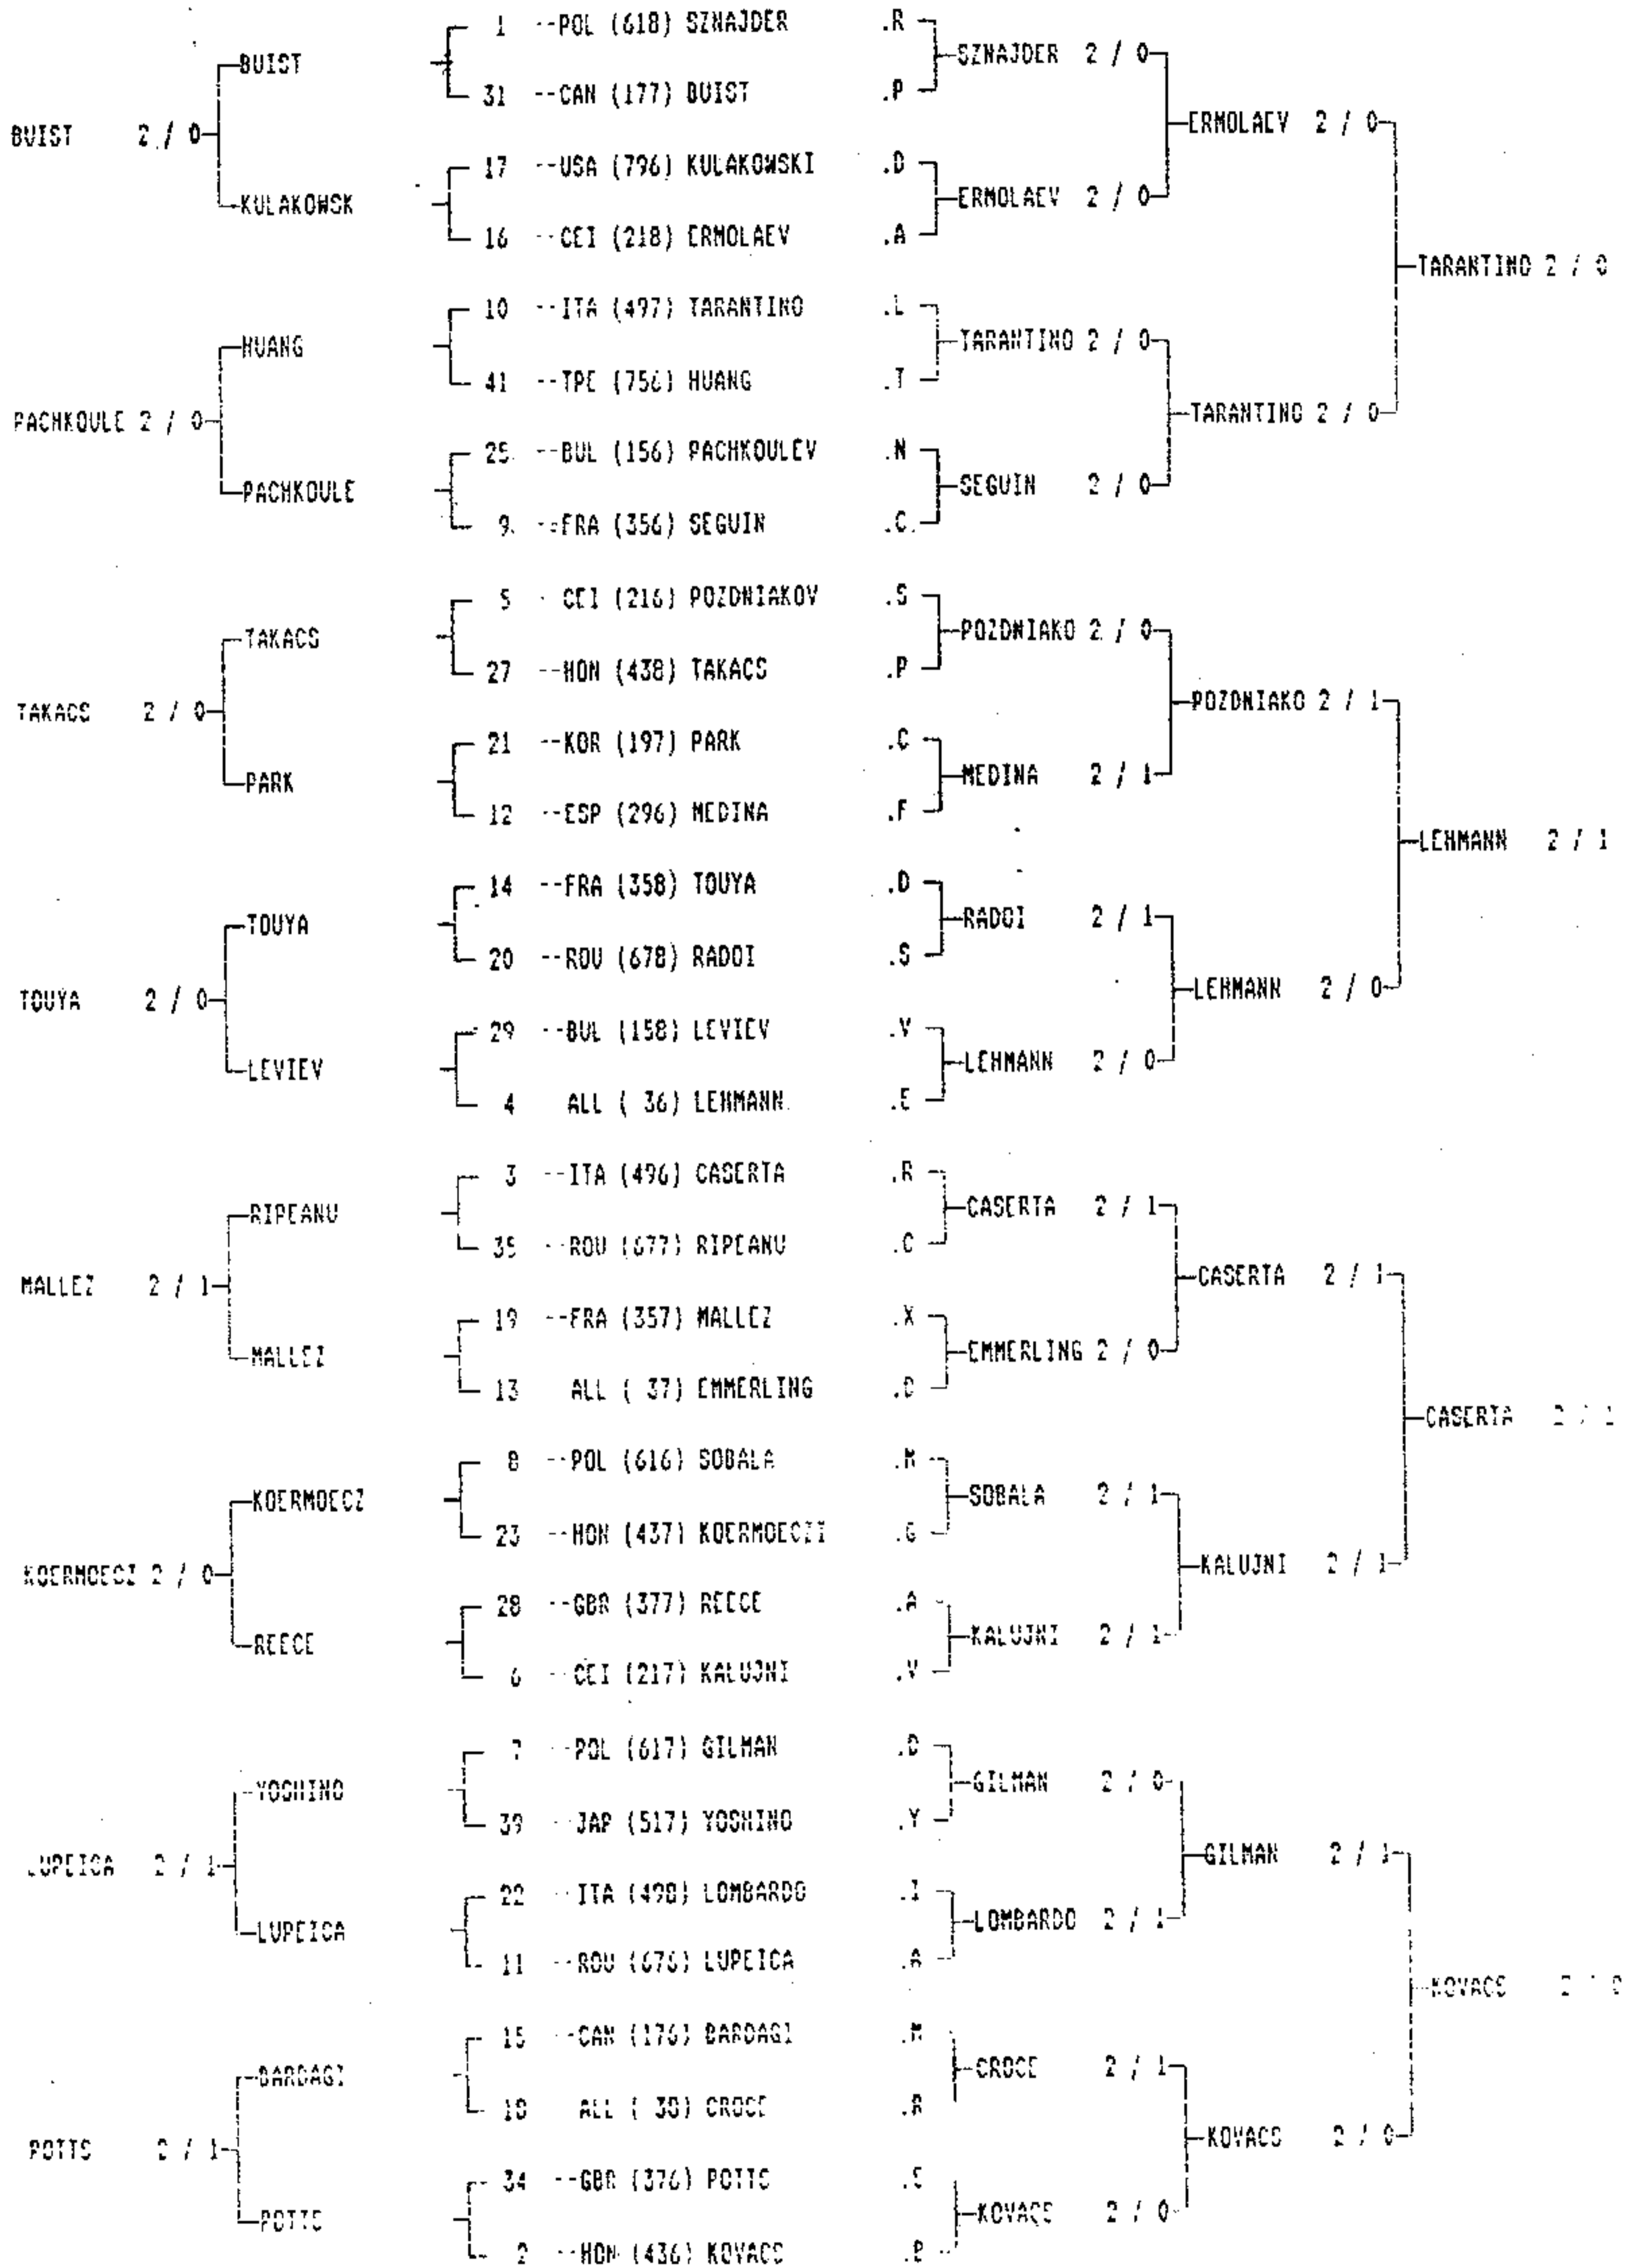 1 --POL (618) SZNAJDER .R
BUIST SZNAJDER 2 / 0
31 --CAN (177) BUIST .P
BUIST 2 / 0 ERMOLAEV 2 / 0
17 --USA (796) KULAKOWSKI .D
KULAKOWSK ERMOLAEV 2 / 0
16 --CEI (218) ERMOLAEV .A
TARANTINO 2 / 0
10 --ITA (497) TARANTINO .L
HUANG TARANTINO 2 / 0
41 --TPE (756) HUANG .T
PACHKOULE 2 / 0 TARANTINO 2 / 0
25 --BUL (156) PACHKOULEV .N
PACHKOULE SEGUIN 2 / 0
9 --FRA (356) SEGUIN .C
5 CEI (216) POZDNIAKOV .S
TAKACS POZDNIAKO 2 / 0
27 --HON (438) TAKACS .P
TAKACS 2 / 0 POZDNIAKO 2 / 1
21 --KOR (197) PARK .C
PARK MEDINA 2 / 1
12 --ESP (296) MEDINA .F
LEHMANN 2 / 1
14 --FRA (358) TOUYA .D
TOUYA RADOI 2 / 1
20 --ROU (678) RADOI .S
TOUYA 2 / 0 LEHMANN 2 / 0
29 --BUL (158) LEVIEV .V
LEVIEV LEHMANN 2 / 0
4 ALL ( 36) LEHMANN .E
3 --ITA (496) CASERTA .R
RIPEANU CASERTA 2 / 1
35 --ROU (677) RIPEANU .C
MALLEZ 2 / 1 CASERTA 2 / 1
19 --FRA (357) MALLEZ .X
MALLEZ EMMERLING 2 / 0
13 ALL ( 37) EMMERLING .D
CASERTA 2 / 1
8 --POL (616) SOBALA .M
KOERMOECZ SOBALA 2 / 1
23 --HON (437) KOERMOECZI .G
KOERMOECZ 2 / 0 KALUJNI 2 / 1
28 --GBR (377) REECE .A
REECE KALUJNI 2 / 1
6 --CEI (217) KALUJNI .V
7 --POL (617) GILMAN .D
YOSHINO GILMAN 2 / 0
39 --JAP (517) YOSHINO .Y
LUPEICA 2 / 1 GILMAN 2 / 1
22 --ITA (498) LOMBARDO .I
LUPEICA LOMBARDO 2 / 1
11 --ROU (676) LUPEICA .A
KOVACS 2 / 0
15 --CAN (176) BARDAGI .M
BARDAGI CROCE 2 / 1
18 ALL ( 38) CROCE .R
POTTS 2 / 1 KOVACS 2 / 0
34 --GBR (376) POTTS
POTTS KOVACS 2 / 0
2 --HON (436) KOVACS